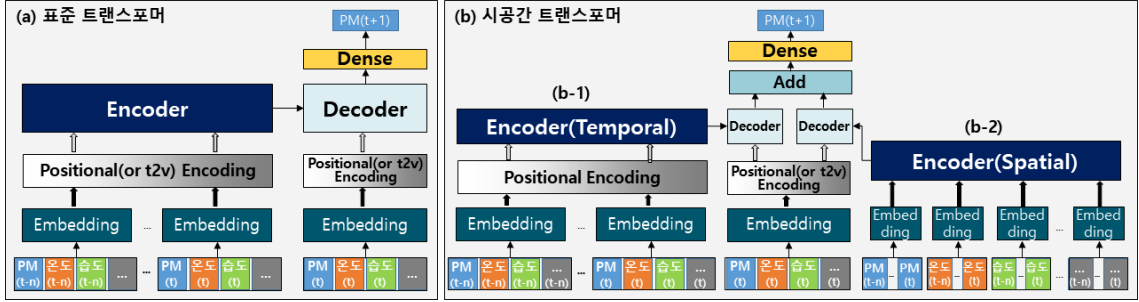 (a) 표준 트랜스포머
PM(t+1)
Dense
Encoder
Decoder
Positional(or t2v) Encoding
Positional(or t2v)
Encoding
Embedding
...
Embedding
Embedding
PM
(t-n)
온도
(t-n)
습도
(t-n)
...
...
PM
(t)
온도
(t)
습도
(t)
...
PM
(t)
온도
(t)
습도
(t)
...
(b) 시공간 트랜스포머
PM(t+1)
Dense
Add
(b-1)
Encoder(Temporal)
Decoder
Decoder
(b-2)
Encoder(Spatial)
Positional Encoding
Positional(or t2v)
Encoding
Embedding
...
Embedding
Embedding
Embed
ding
Embed
ding
Embed
ding
...
Embed
ding
PM
(t-n)
온도
(t-n)
습도
(t-n)
...
(t-n)
...
PM
(t)
온도
(t)
습도
(t)
...
(t)
PM
(t)
온도
(t)
습도
(t)
...
PM
(t-n)
–
PM
(t)
온도
(t-n)
–
온도
(t)
습도
(t-n)
–
습도
(t)
...
...
(t-n)
–
...
(t)